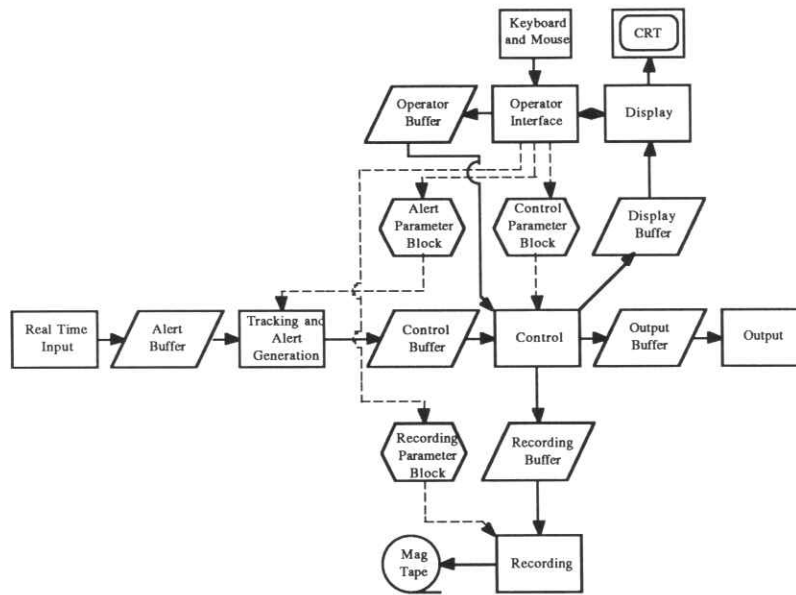 Keyboard
and Mouse
CRT
Operator
Buffer
Operator
Interface
Display
Alert
Parameter
Block
Control
Parameter
Block
Display
Buffer
Real Time
Input
Alert
Buffer
Tracking and
Alert
Generation
Control
Buffer
Control
Output
Buffer
Output
Recording
Parameter
Block
Recording
Buffer
Mag
Tape
Recording